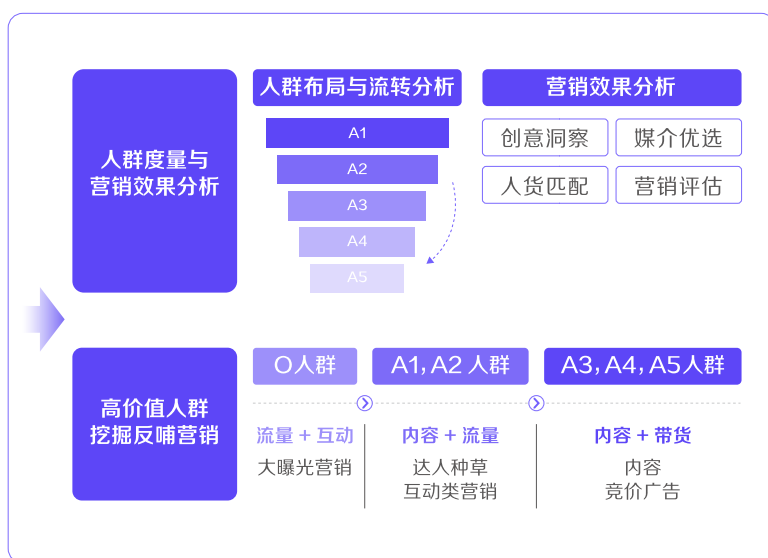 人群度量与
营销效果分析
人群布局与流转分析
A1
A2
A3
A4
A5
营销效果分析
创意洞察
媒介优选
人货匹配
营销评估
高价值人群
挖掘反哺营销
O人群
A1, A2 人群
A3, A4, A5人群
流量 + 互动
大曝光营销
内容 + 流量
达人种草
互动类营销
内容 + 带货
内容
竞价广告